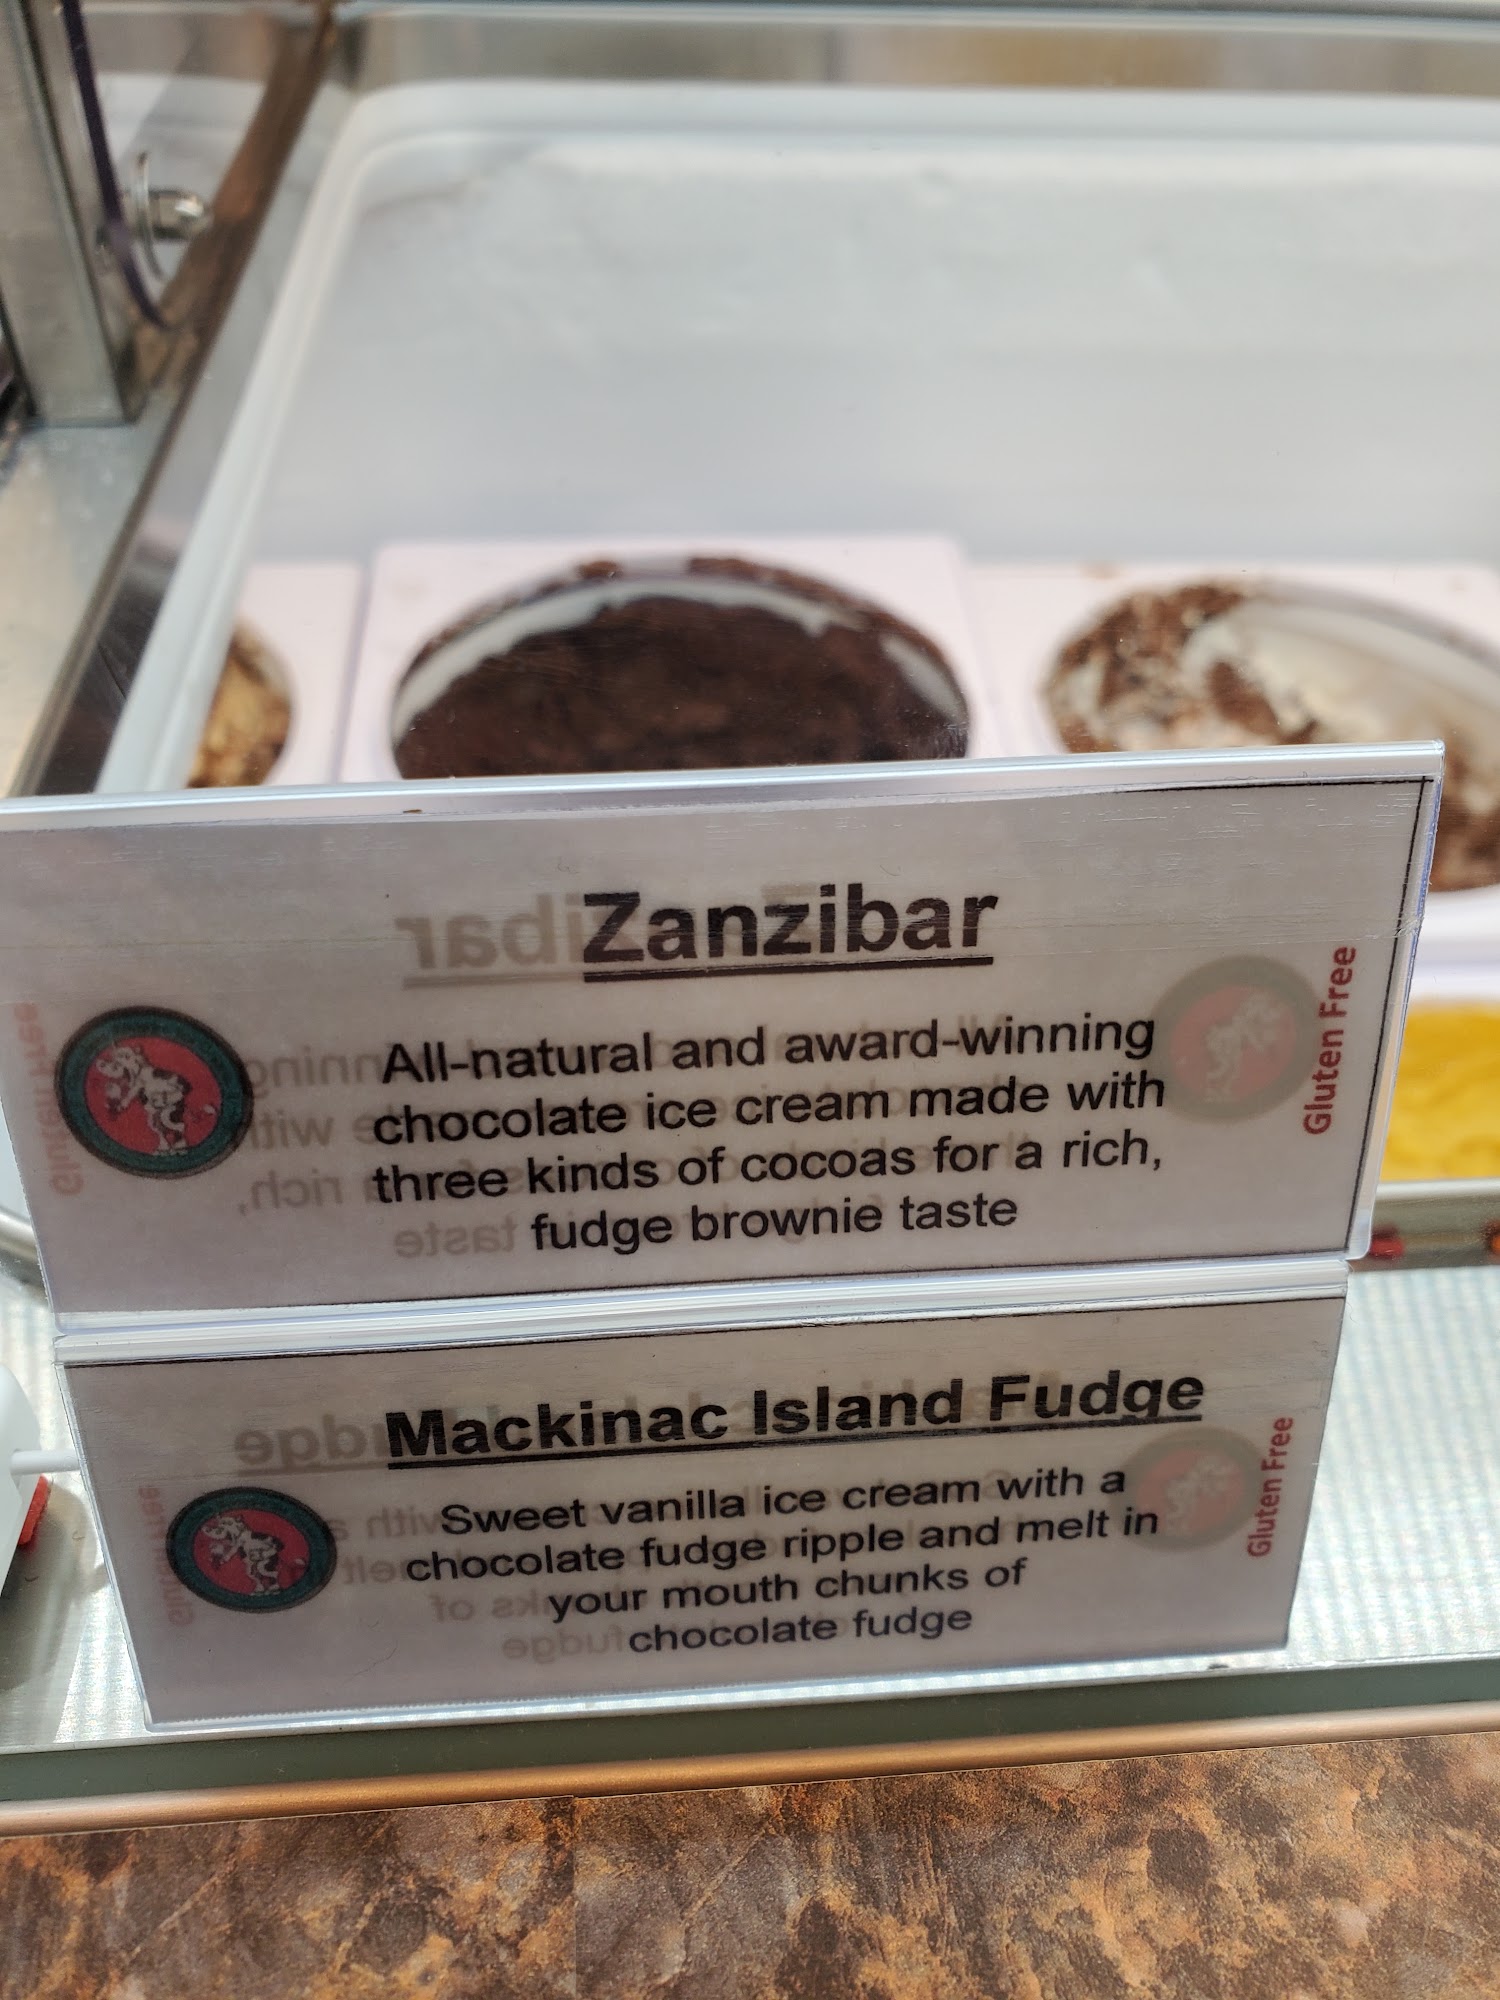 Zanzibar
All-natural and award-winning
chocolate ice cream made with
three kinds of cocoas for a rich,
fudge brownie taste
Gluten Free
Mackinac Island Fudge
Sweet vanilla ice cream with a
chocolate fudge ripple and melt in
your mouth chunks of
chocolate fudge
Gluten Free